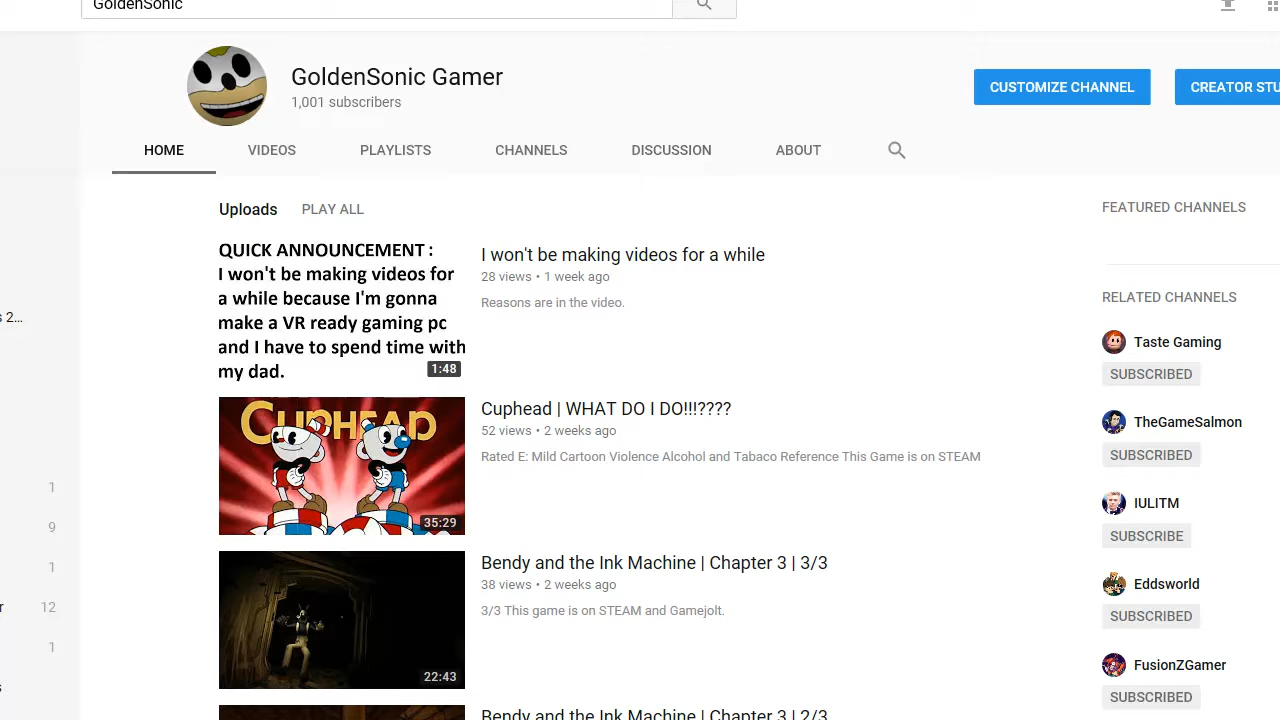 GoldenSonic
GoldenSonic Gamer
1,001 subscribers
CUSTOMIZE CHANNEL
CREATOR STU
HOME
VIDEOS
PLAYLISTS
CHANNELS
DISCUSSION
ABOUT
Uploads
PLAY ALL
QUICK ANNOUNCEMENT :
I won't be making videos for
a while because I'm gonna
make a VR ready gaming pc
and I have to spend time with
my dad.
1:48
I won't be making videos for a while
28 views • 1 week ago
Reasons are in the video.
CUPHEAD
35:29
Cuphead | WHAT DO I DO!!!????
52 views • 2 weeks ago
Rated E: Mild Cartoon Violence Alcohol and Tabaco Reference This Game is on STEAM
22:43
Bendy and the Ink Machine | Chapter 3 | 3/3
38 views • 2 weeks ago
3/3 This game is on STEAM and Gamejolt.
Bendy and the Ink Machine | Chapter 3 | 2/3
FEATURED CHANNELS
RELATED CHANNELS
Taste Gaming
SUBSCRIBED
TheGameSalmon
SUBSCRIBED
IULITM
SUBSCRIBE
Eddsworld
SUBSCRIBED
FusionZGamer
SUBSCRIBED
s 2...
1
9
1
r 12
1
s